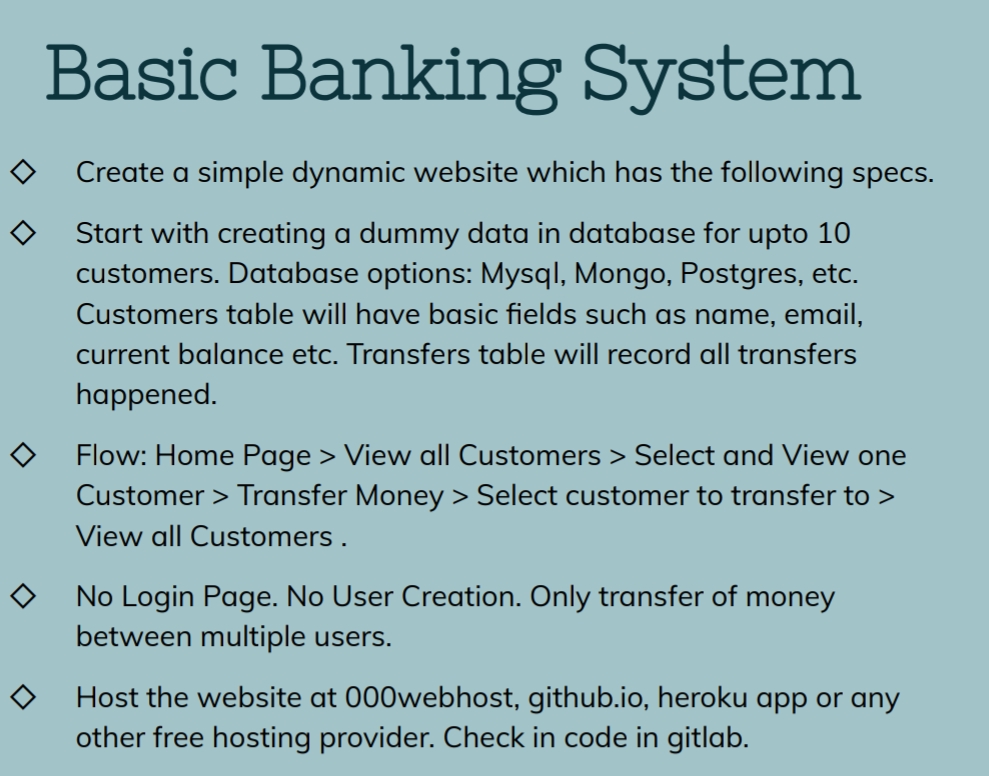 Basic Banking System
◇ Create a simple dynamic website which has the following specs.
◇ Start with creating a dummy data in database for upto 10
customers. Database options: Mysql, Mongo, Postgres, etc.
Customers table will have basic fields such as name, email,
current balance etc. Transfers table will record all transfers
happened.
◇ Flow: Home Page > View all Customers > Select and View one
Customer > Transfer Money > Select customer to transfer to >
View all Customers .
◇ No Login Page. No User Creation. Only transfer of money
between multiple users.
◇ Host the website at 000webhost, github.io, heroku app or any
other free hosting provider. Check in code in gitlab.